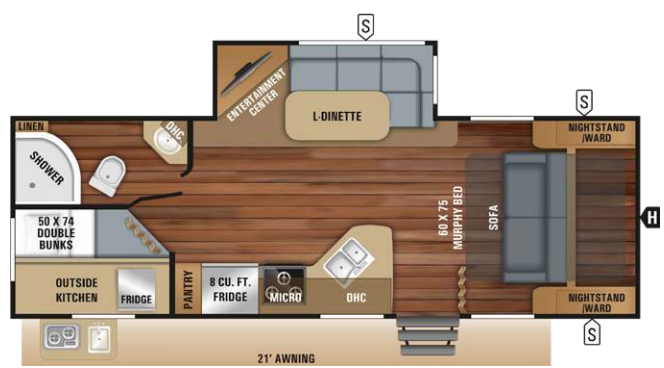 S
ENTERTAINMENT
CENTER
L-DINETTE
S
LINEN
OHC
NIGHTSTAND
/WARD
SHOWER
60 X 75
MURPHY BED
SOFA
H
50 X 74
DOUBLE
BUNKS
OUTSIDE
KITCHEN
FRIDGE
PANTRY
8 CU. FT.
FRIDGE
MICRO
OHC
NIGHTSTAND
/WARD
S
21' AWNING